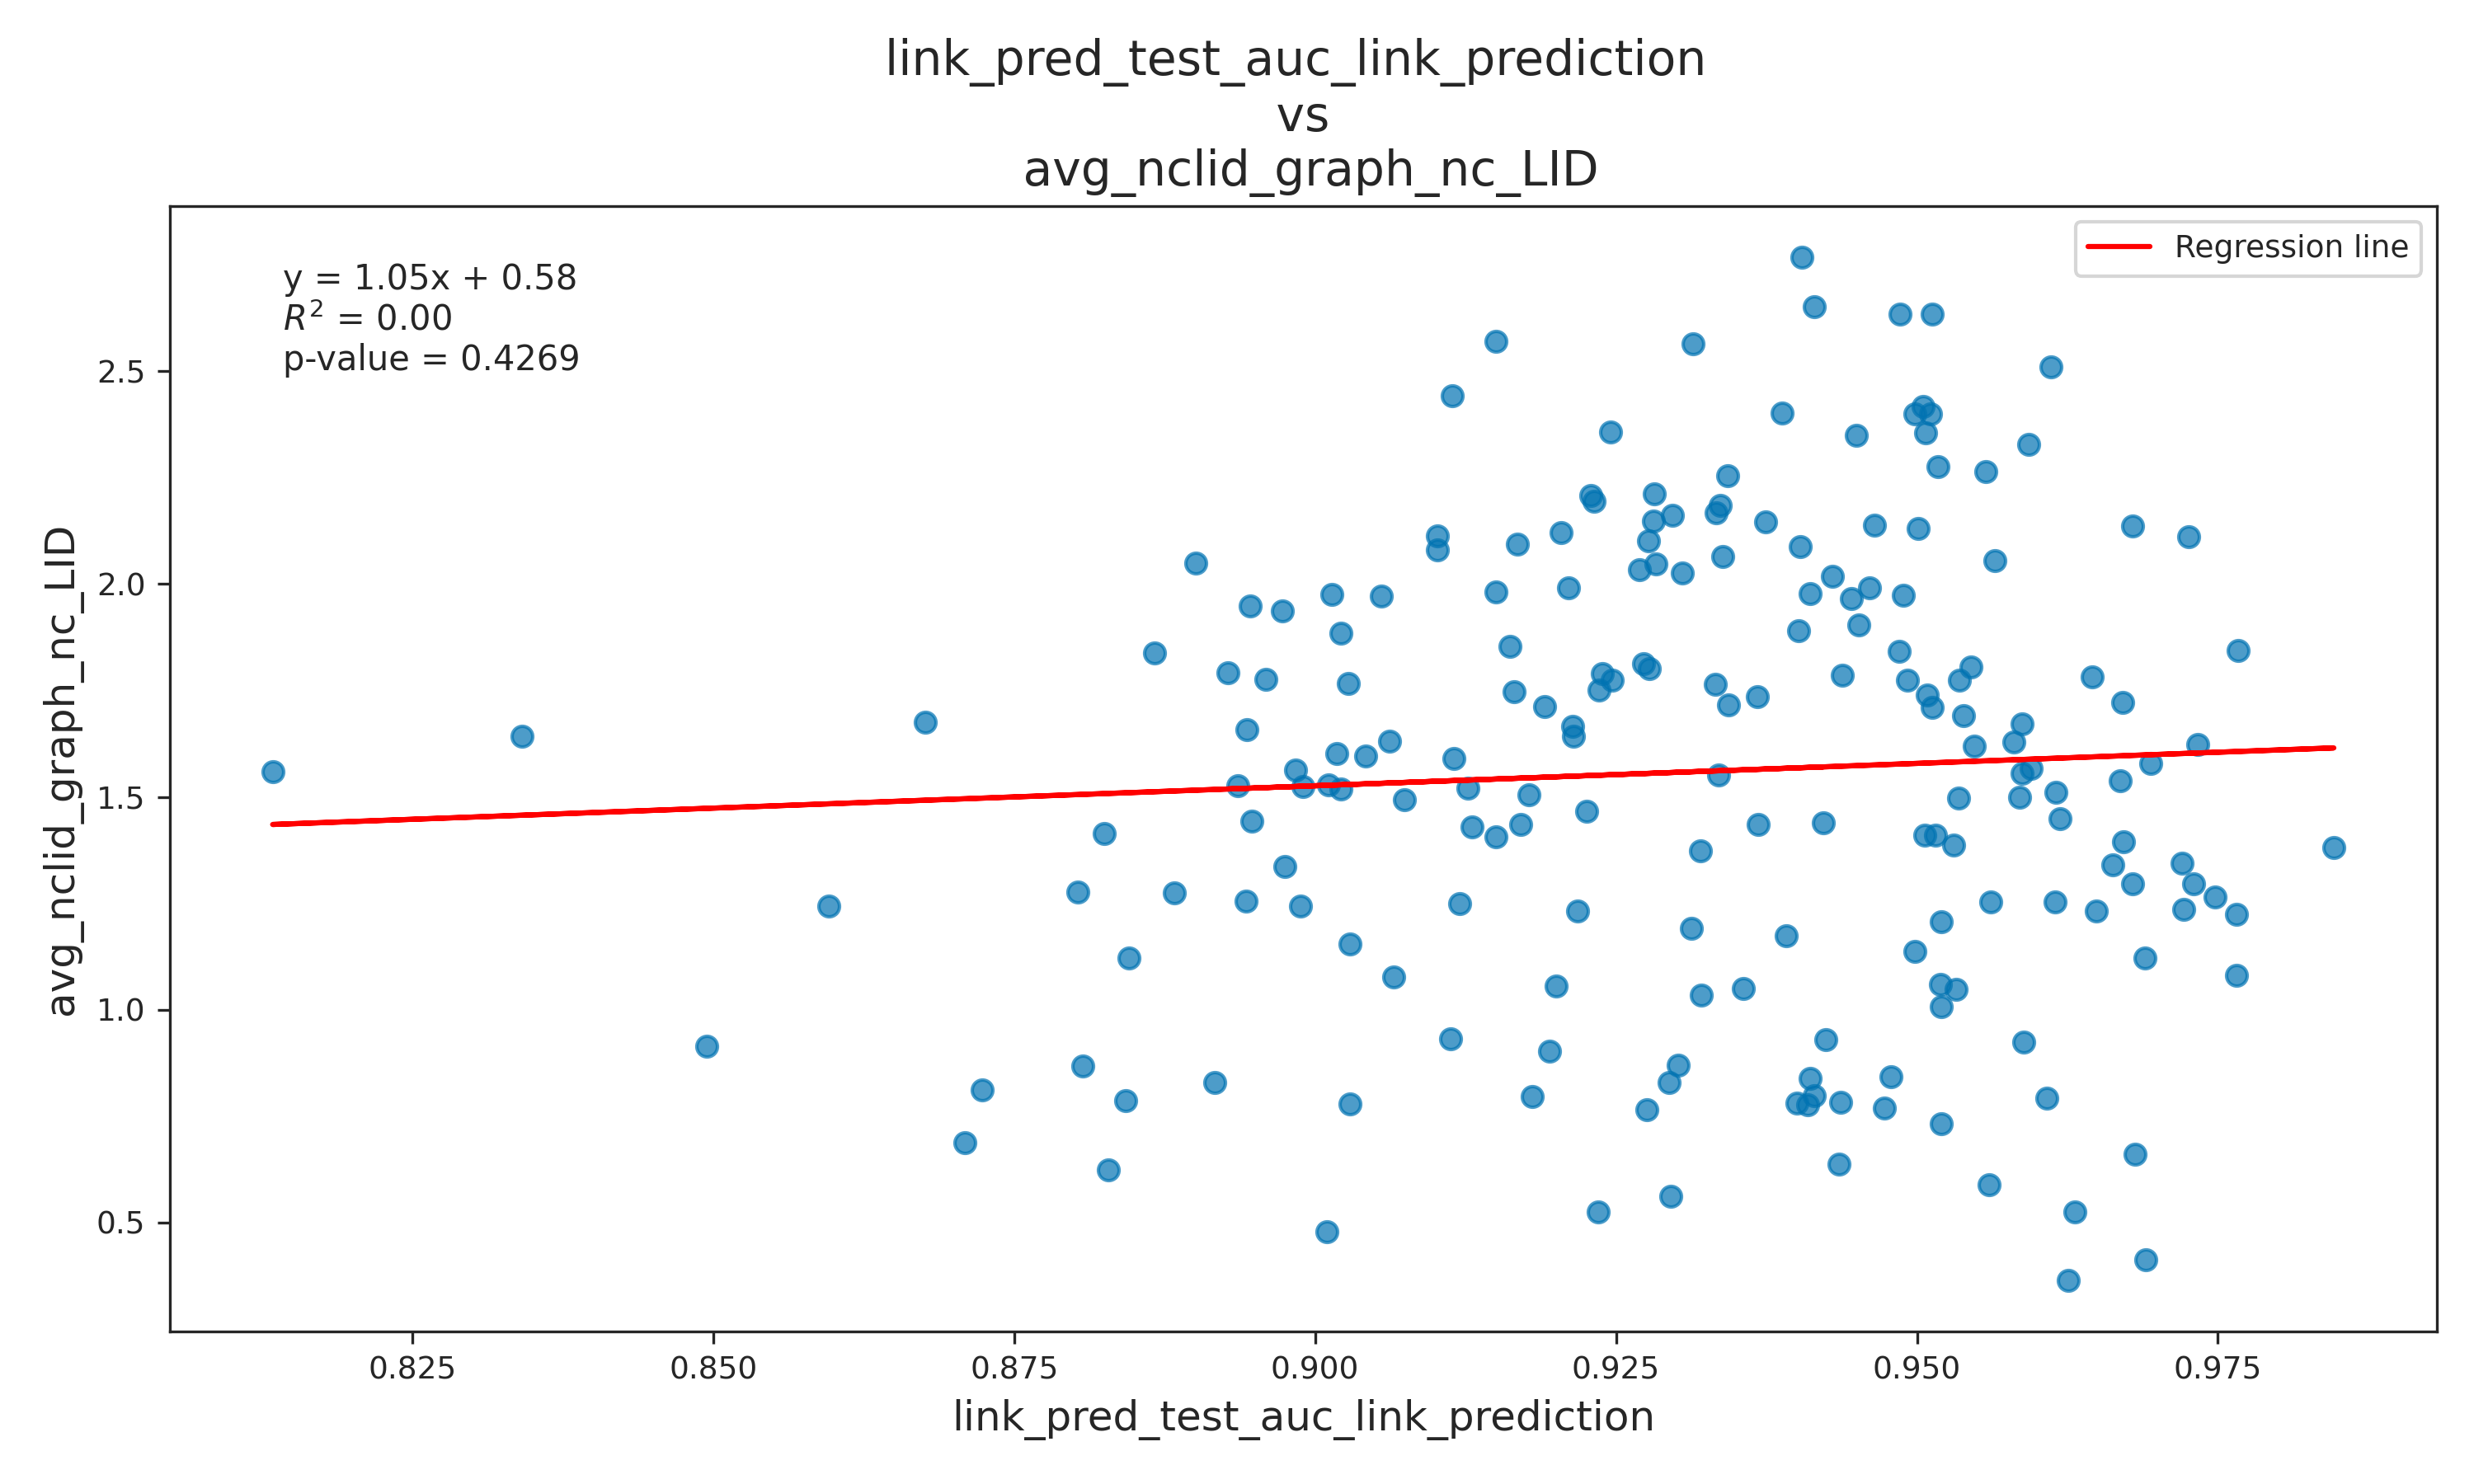 link_pred_test_auc_link_prediction
vs
avg_nclid_graph_nc_LID
Regression line
y = 1.05x + 0.58
R² = 0.00
p-value = 0.4269
avg_nclid_graph_nc_LID
2.5
2.0
1.5
1.0
0.5
0.825 0.850 0.875 0.900 0.925 0.950 0.975
link_pred_test_auc_link_prediction